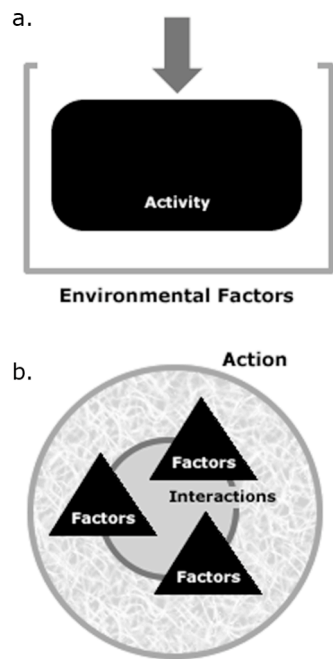 a.
Activity
Environmental Factors
b.
Action
Factors
Interactions
Factors
Factors